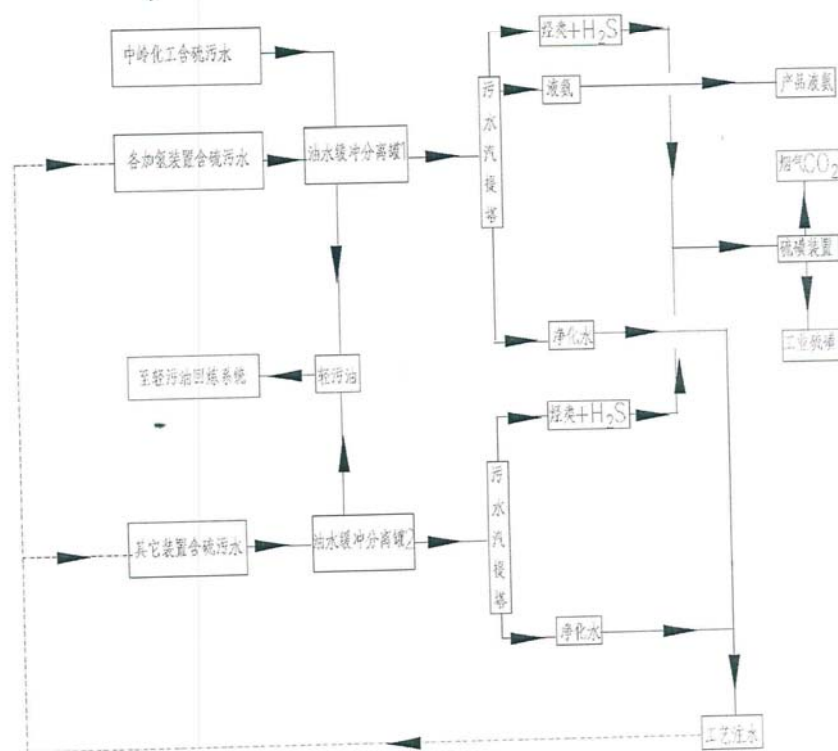 烃类+H₂S
中岭化工含硫污水
污水汽提塔
液氨
产品液氨
各加氢装置含硫污水
油水缓冲分离罐1
烟气CO₂
硫磺装置
净化水
工业硫磺
至轻污油回炼系统
轻污油
烃类+H₂S
其它装置含硫污水
油水缓冲分离罐2
污水汽提塔
净化水
工艺注水